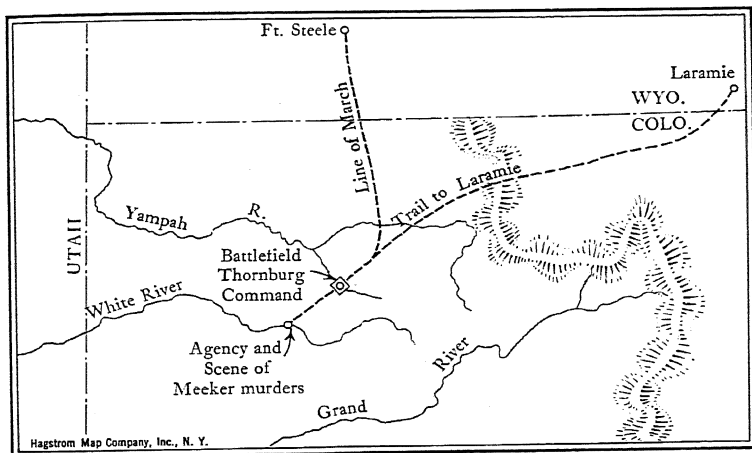 Ft. Steele
Laramie
WYO.
COLO.
Line of March
Trail to Laramie
Yampah R.
UTAH
Battlefield
Thornburg
Command
White River
Agency and
Scene of
Meeker murders
Grand River
Hagstrom Map Company, Inc., N. Y.